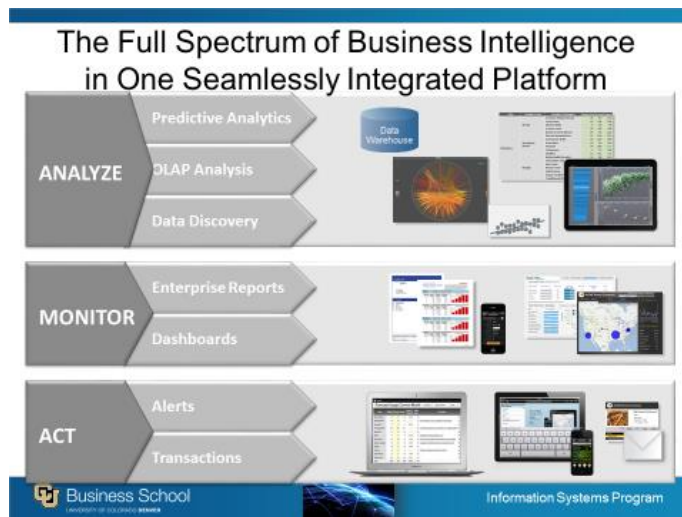 The Full Spectrum of Business Intelligence
in One Seamlessly Integrated Platform
ANALYZE
Predictive Analytics
OLAP Analysis
Data Discovery
Data
Warehouse
MONITOR
Enterprise Reports
Dashboards
ACT
Alerts
Transactions
Business School
UNIVERSITY OF COLORADO DENVER
Information Systems Program